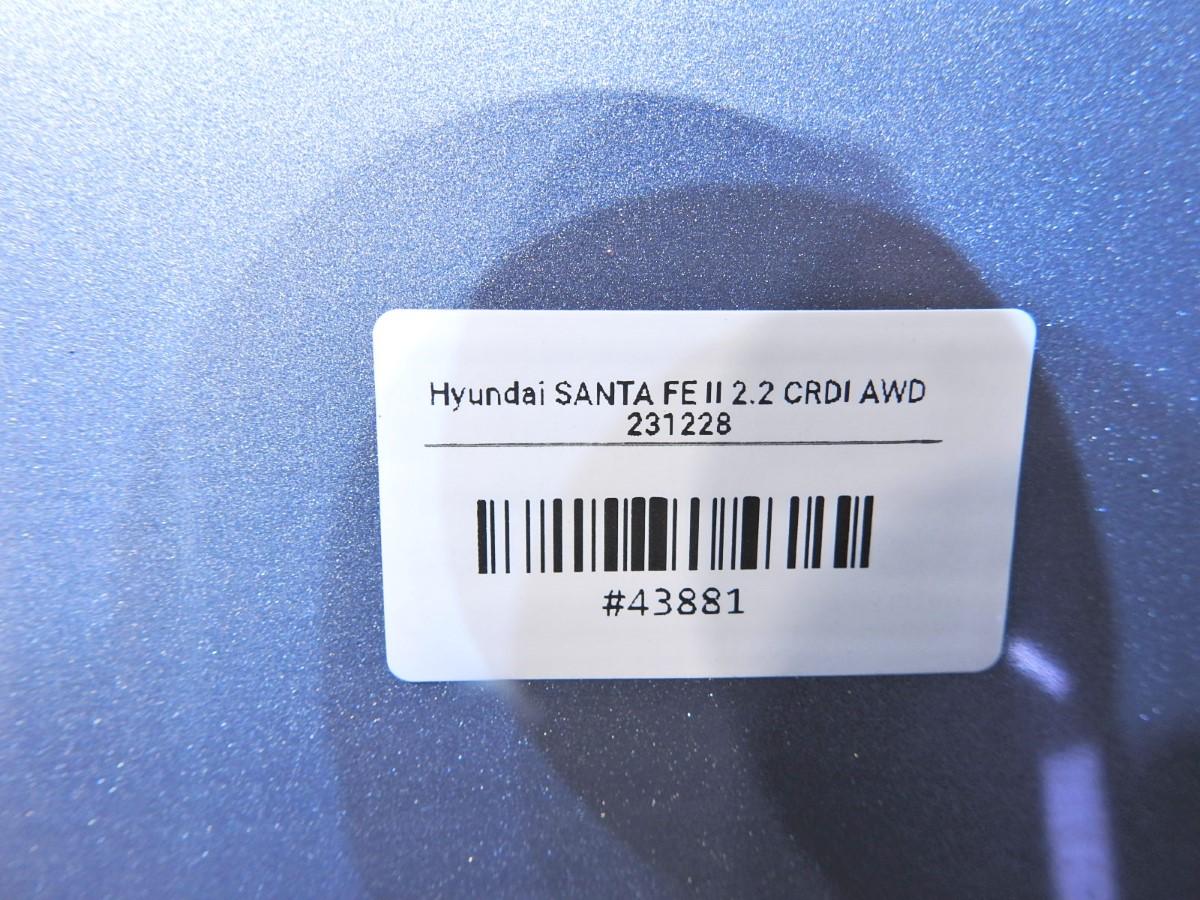 Hyundai SANTA FE II 2.2 CRDI AWD
231228
#43881